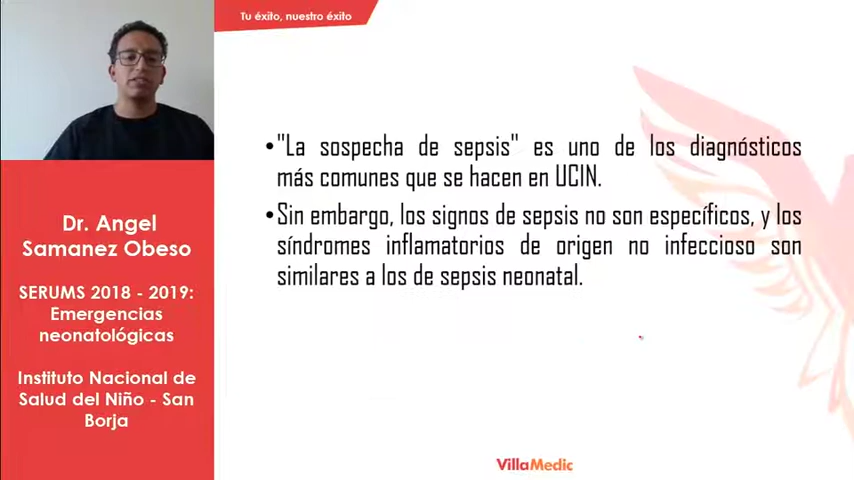 Tu éxito, nuestro éxito
Dr. Angel
Samanez Obeso
SERUMS 2018 - 2019:
Emergencias
neonatológicas
Instituto Nacional de
Salud del Niño - San
Borja
•"La sospecha de sepsis" es uno de los diagnósticos
más comunes que se hacen en UCIN.
•Sin embargo, los signos de sepsis no son específicos, y los
síndromes inflamatorios de origen no infeccioso son
similares a los de sepsis neonatal.
VillaMedic